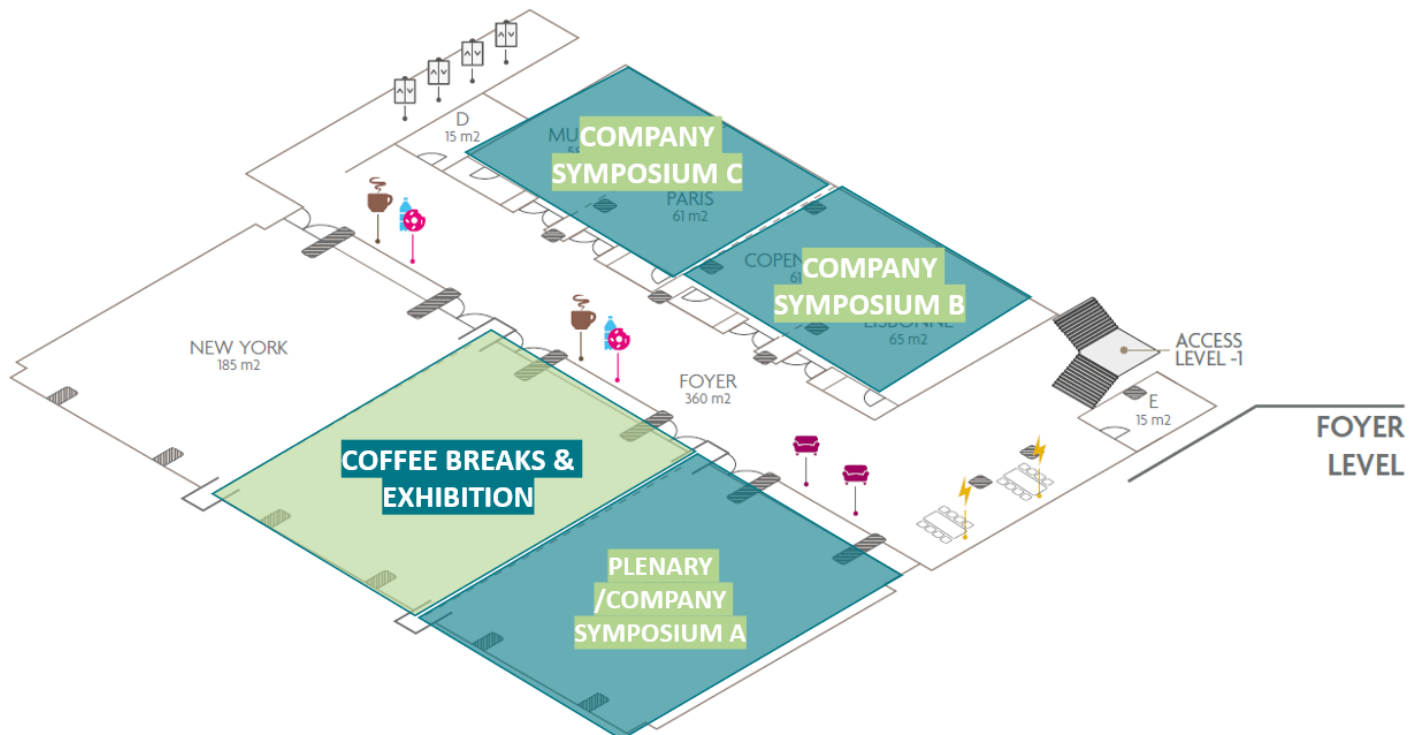 D
15 m2
COMPANY
SYMPOSIUM C
PARIS
61 m2
COMPANY
SYMPOSIUM B
65 m2
ACCESS
LEVEL -1
E
15 m2
FOYER
LEVEL
NEW YORK
185 m2
FOYER
360 m2
COFFEE BREAKS &
EXHIBITION
PLENARY
/COMPANY
SYMPOSIUM A